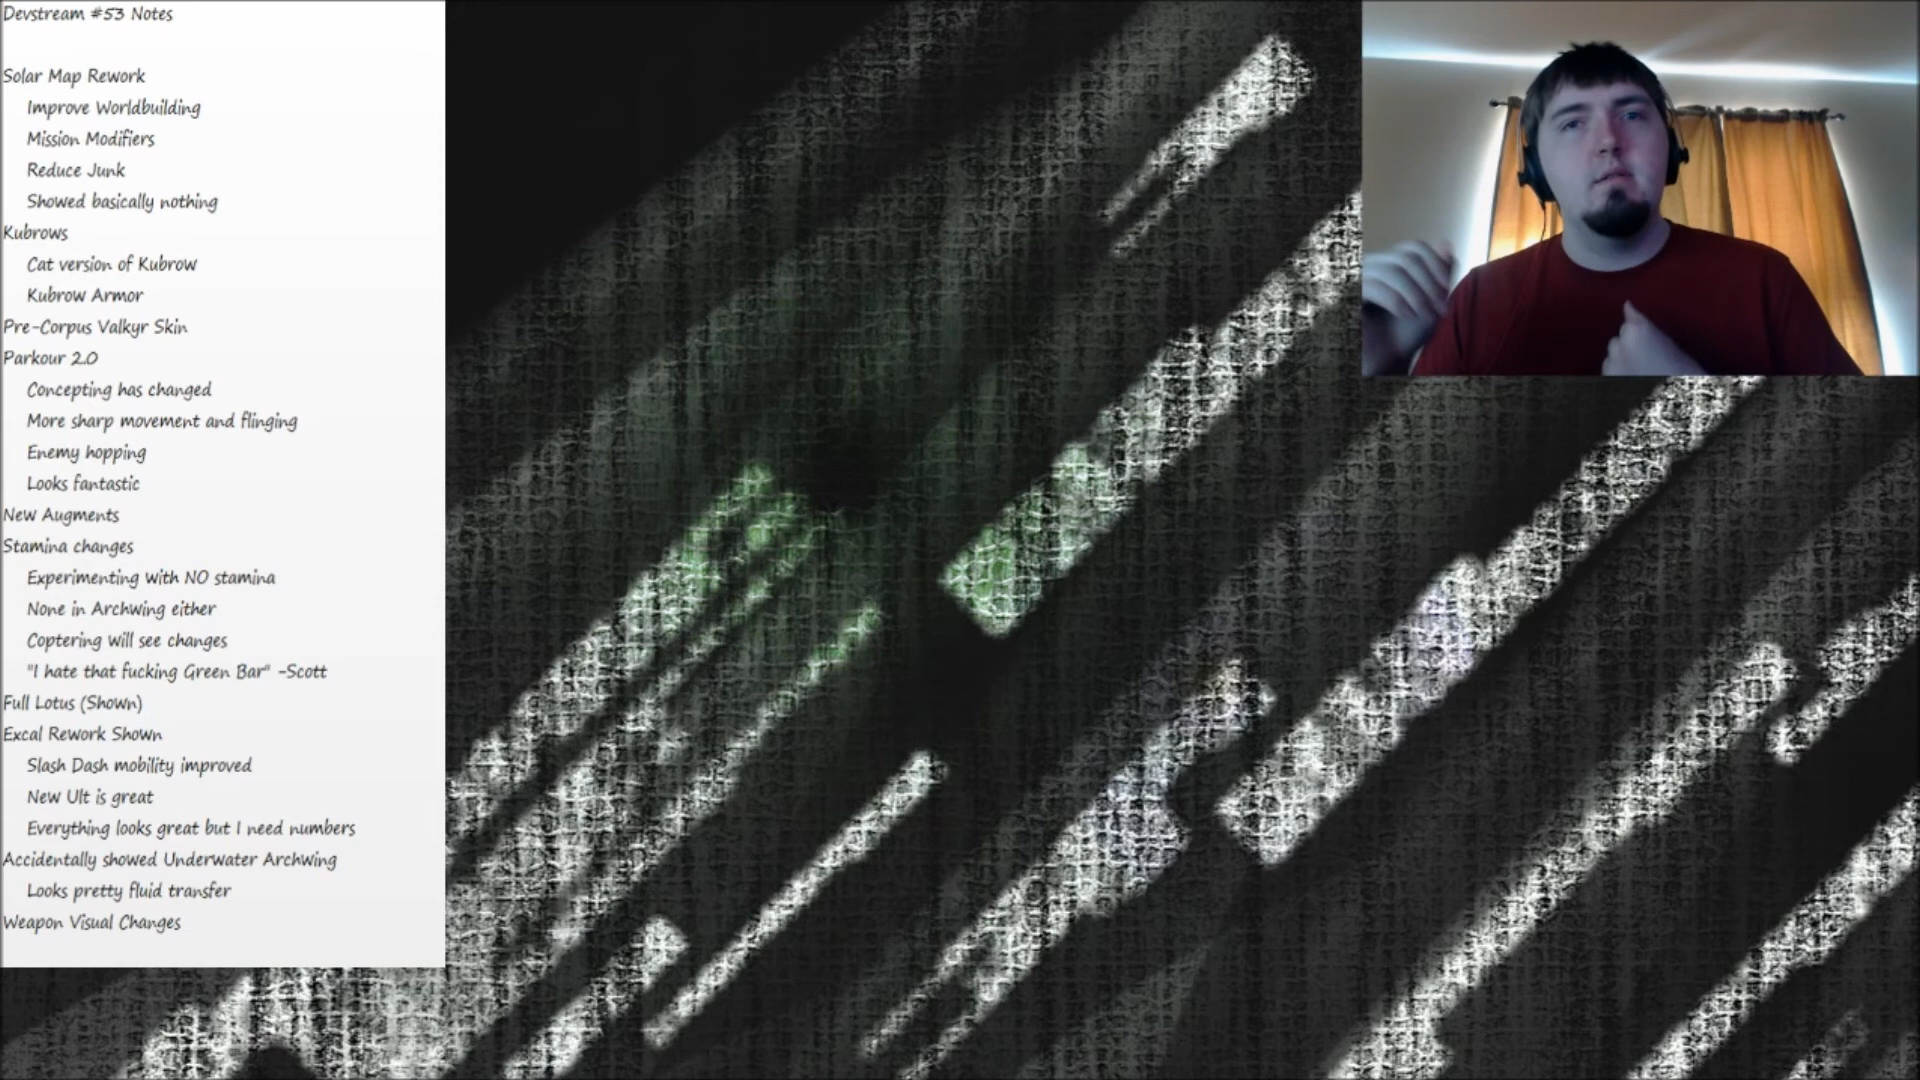 Devstream #53 Notes
Solar Map Rework
Improve Worldbuilding
Mission Modifiers
Reduce Junk
Showed basically nothing
Kubrows
Cat version of Kubrow
Kubrow Armor
Pre-Corpus Valkyr Skin
Parkour 2.0
Concepting has changed
More sharp movement and flinging
Enemy hopping
Looks fantastic
New Augments
Stamina changes
Experimenting with NO stamina
None in Archwing either
Coptering will see changes
"I hate that fucking Green Bar" -Scott
Full Lotus (Shown)
Excal Rework Shown
Slash Dash mobility improved
New Ult is great
Everything looks great but I need numbers
Accidentally showed Underwater Archwing
Looks pretty fluid transfer
Weapon Visual Changes